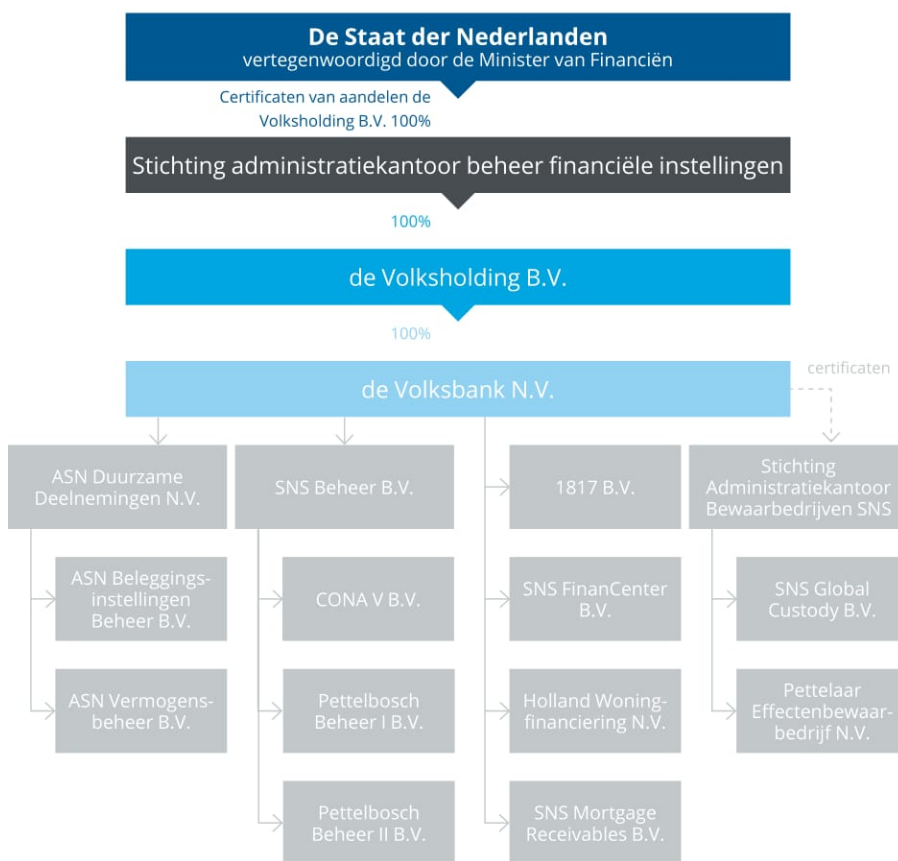 De Staat der Nederlanden
vertegenwoordigd door de Minister van Financiën
Certificaten van aandelen de
Volksholding B.V. 100%
Stichting administratiekantoor beheer financiële instellingen
100%
de Volksholding B.V.
100%
de Volksbank N.V.
certificaten
ASN Duurzame
Deelnemingen N.V.
SNS Beheer B.V.
1817 B.V.
Stichting
Administratiekantoor
Bewaarbedrijven SNS
ASN Beleggings-
instellingen
Beheer B.V.
CONA V B.V.
SNS FinanCenter
B.V.
SNS Global
Custody B.V.
ASN Vermogens-
beheer B.V.
Pettelbosch
Beheer I B.V.
Holland Woning-
financiering N.V.
Pettelaar
Effectenbewaar-
bedrijf N.V.
Pettelbosch
Beheer II B.V.
SNS Mortgage
Receivables B.V.